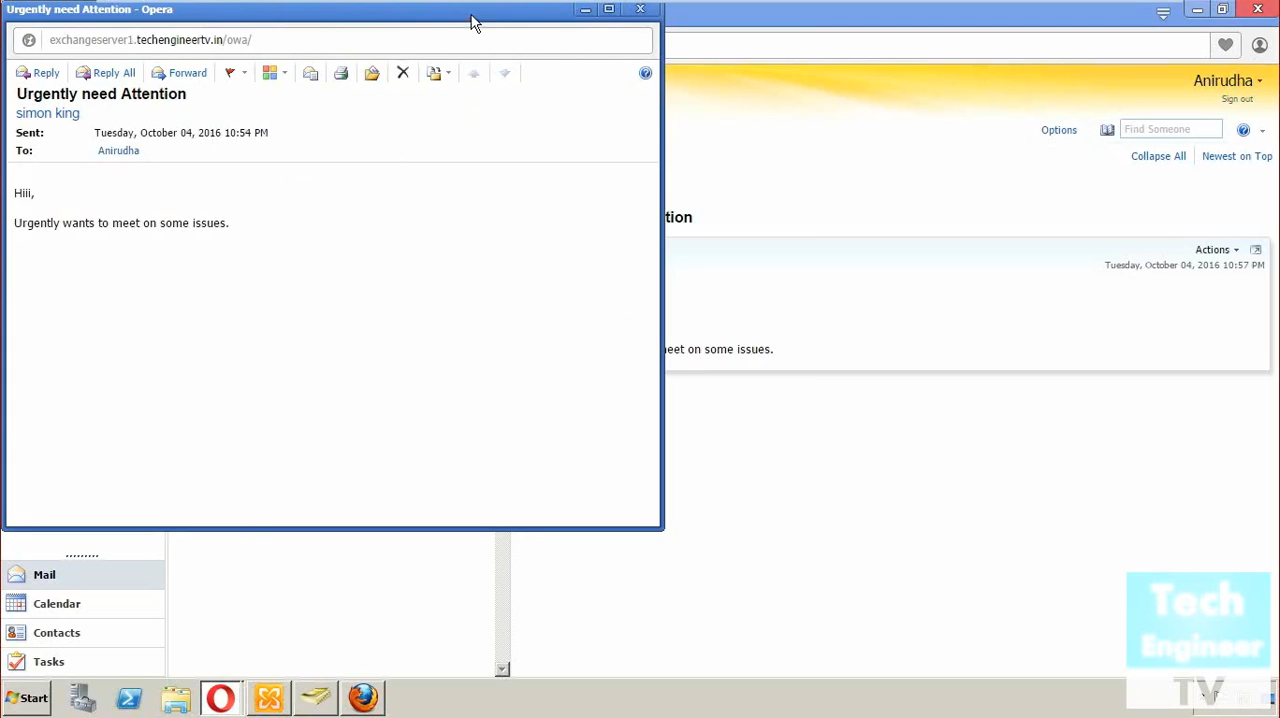 Urgently need Attention - Opera
exchangeserver1.techengineertv.in/owa/
Reply
Reply All
Forward
Urgently need Attention
simon king
Sent: Tuesday, October 04, 2016 10:54 PM
To: Anirudha
Hiii,
Urgently wants to meet on some issues.
Anirudha
Sign out
Options
Find Someone
Collapse All
Newest on Top
tion
Actions
Tuesday, October 04, 2016 10:57 PM
eet on some issues.
Mail
Calendar
Contacts
Tasks
Start
Tech
Engineer
TV